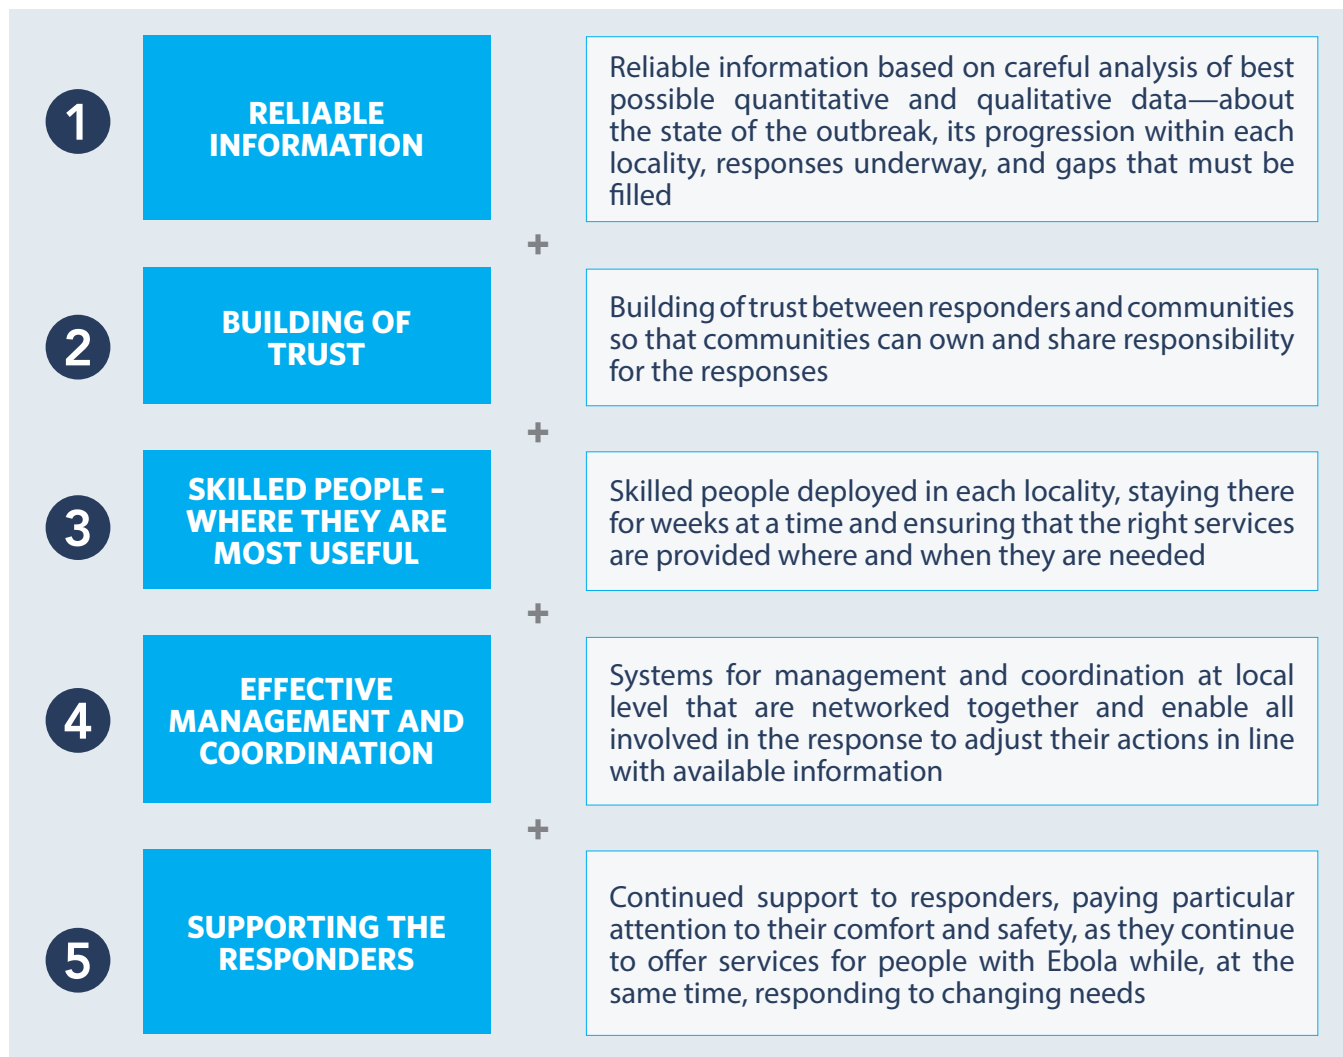 1
RELIABLE
INFORMATION
Reliable information based on careful analysis of best
possible quantitative and qualitative data—about
the state of the outbreak, its progression within each
locality, responses underway, and gaps that must be
filled
+
2
BUILDING OF
TRUST
Building of trust between responders and communities
so that communities can own and share responsibility
for the responses
+
3
SKILLED PEOPLE –
WHERE THEY ARE
MOST USEFUL
Skilled people deployed in each locality, staying there
for weeks at a time and ensuring that the right services
are provided where and when they are needed
+
4
EFFECTIVE
MANAGEMENT AND
COORDINATION
Systems for management and coordination at local
level that are networked together and enable all
involved in the response to adjust their actions in line
with available information
+
5
SUPPORTING THE
RESPONDERS
Continued support to responders, paying particular
attention to their comfort and safety, as they continue
to offer services for people with Ebola while, at the
same time, responding to changing needs